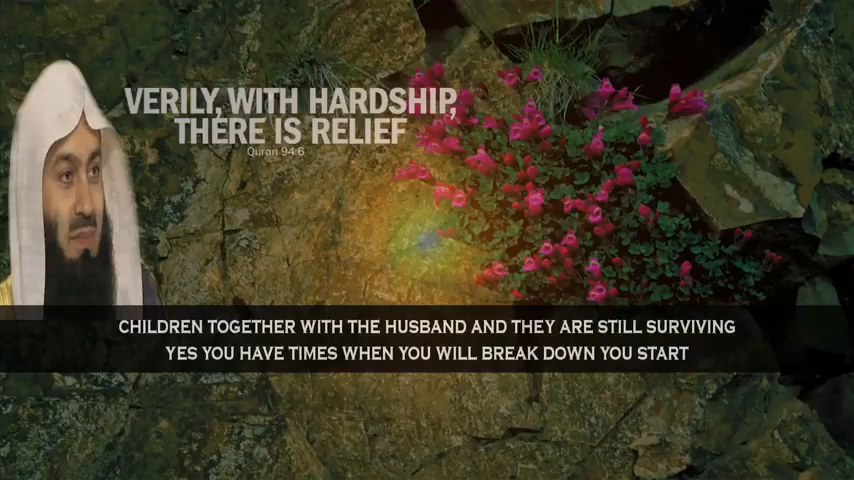 VERILY, WITH HARDSHIP,
THERE IS RELIEF
Quran 94:6
CHILDREN TOGETHER WITH THE HUSBAND AND THEY ARE STILL SURVIVING
YES YOU HAVE TIMES WHEN YOU WILL BREAK DOWN YOU START